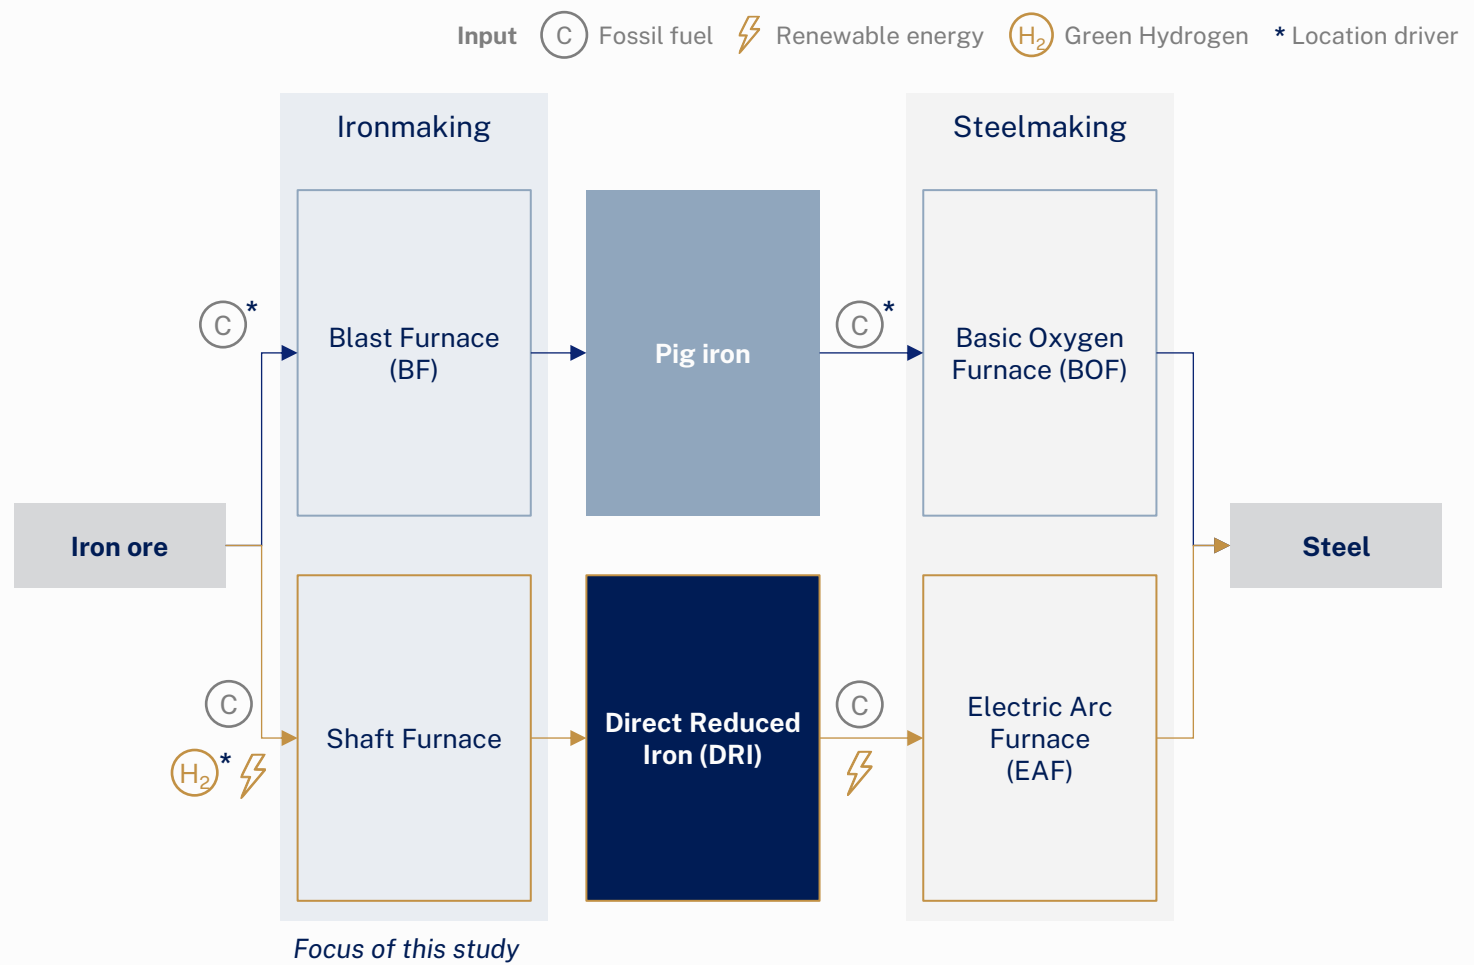 Input C Fossil fuel Renewable energy H₂ Green Hydrogen * Location driver
Ironmaking
Steelmaking
C*
Blast Furnace
(BF)
Pig iron
C*
Basic Oxygen
Furnace (BOF)
Iron ore
Steel
C
H₂*
Shaft Furnace
Direct Reduced
Iron (DRI)
C
Electric Arc
Furnace
(EAF)
Focus of this study